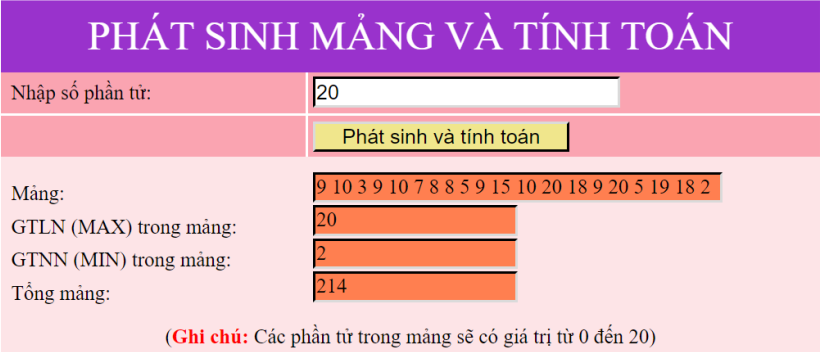 PHÁT SINH MẢNG VÀ TÍNH TOÁN
Nhập số phần tử: 20
Phát sinh và tính toán
Mảng: 9 10 3 9 10 7 8 8 5 9 15 10 20 18 9 20 5 19 18 2
GTLN (MAX) trong mảng: 20
GTNN (MIN) trong mảng: 2
Tổng mảng: 214
(Ghi chú: Các phần tử trong mảng sẽ có giá trị từ 0 đến 20)